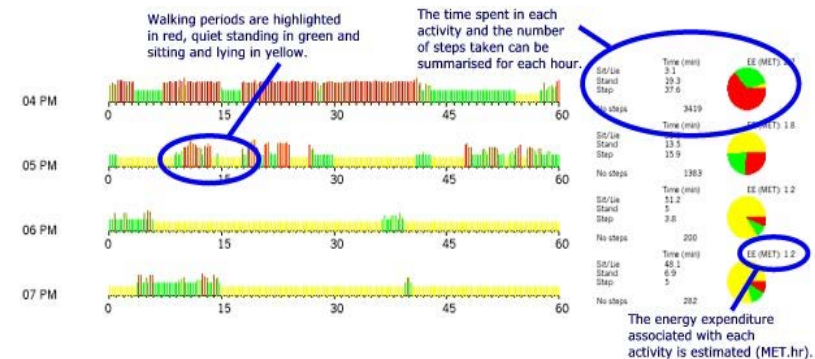 Walking periods are highlighted
in red, quiet standing in green and
sitting and lying in yellow.
The time spent in each
activity and the number
of steps taken can be
summarised for each hour.
04 PM
0 15 30 45 60
Time (min) EE (MET):
Sit/Lie 3.1
Stand 19.3
Step 37.6
No steps 3419
05 PM
0 15 30 45 60
Time (min) EE (MET): 1.8
Sit/Lie
Stand 13.5
Step 15.9
No steps 1383
06 PM
0 15 30 45 60
Time (min) EE (MET): 1.2
Sit/Lie 51.2
Stand 5
Step 3.8
No steps 200
07 PM
0 15 30 45 60
Time (min) EE (MET): 1.2
Sit/Lie 48.1
Stand 6.9
Step 5
No steps 282
The energy expenditure
associated with each
activity is estimated (MET.hr).